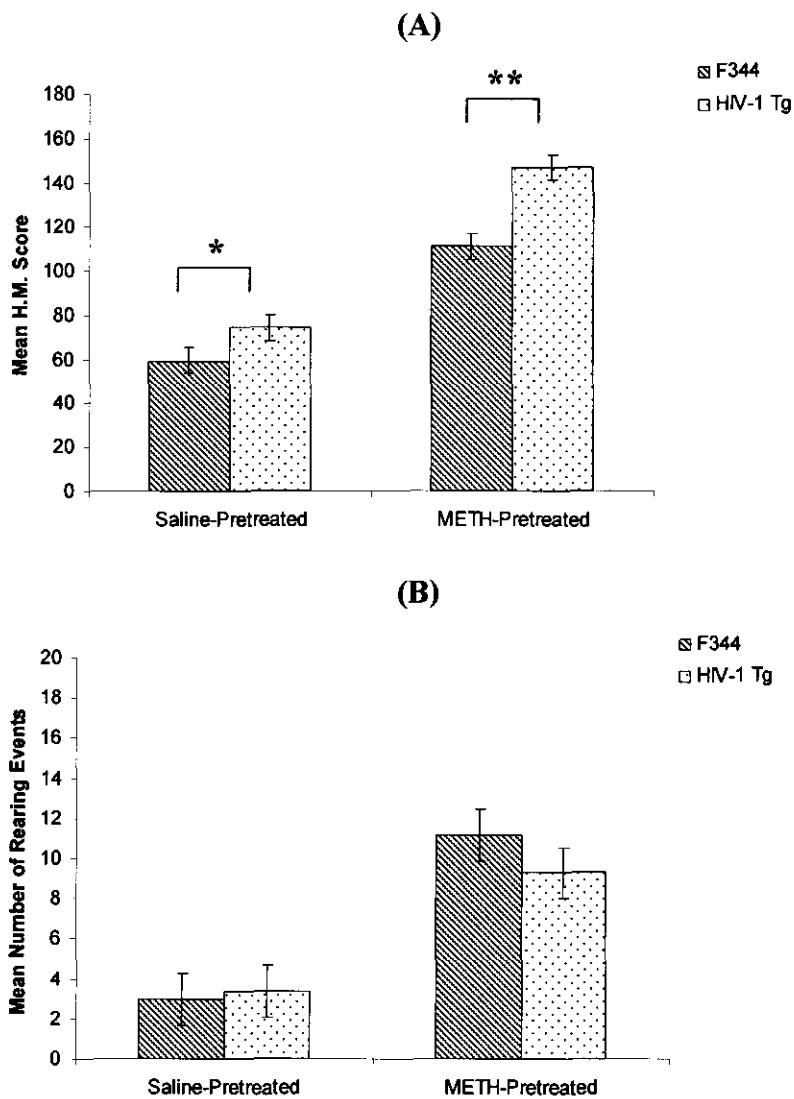 (A)
F344
HIV-1 Tg
**
*
180
160
140
120
100
80
60
40
20
0
Mean H.M. Score
Saline-Pretreated METH-Pretreated
(B)
F344
HIV-1 Tg
20
18
16
14
12
10
8
6
4
2
0
Mean Number of Rearing Events
Saline-Pretreated METH-Pretreated